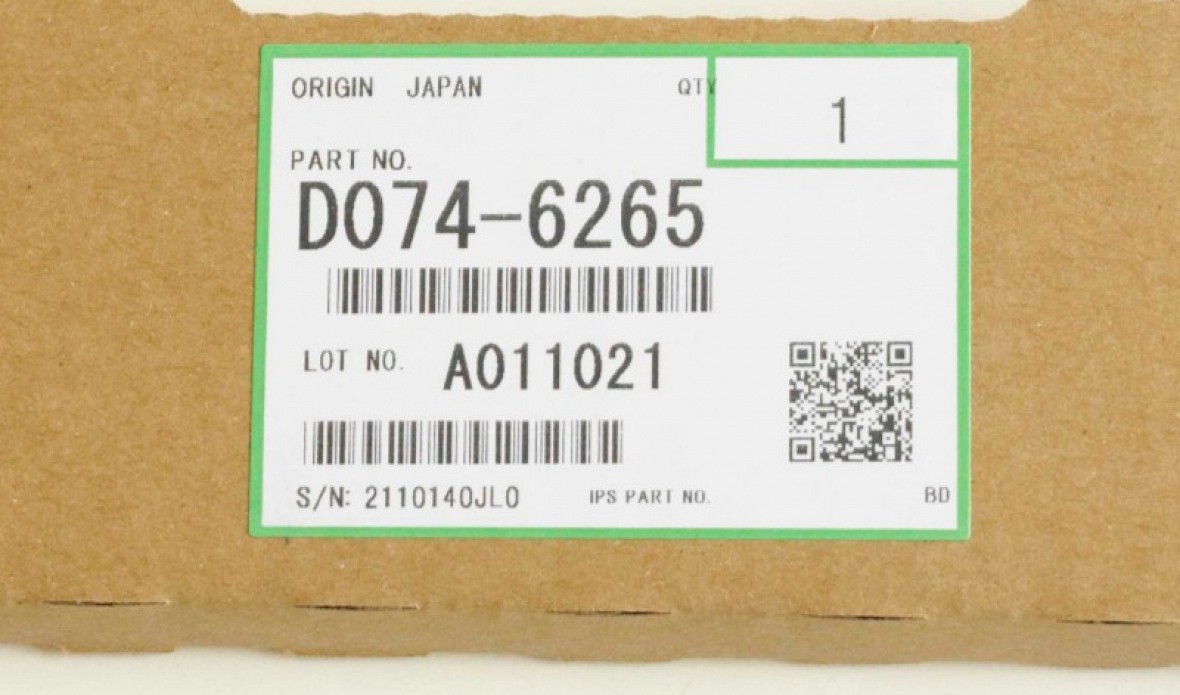 ORIGIN JAPAN QTY 1
PART NO.
D074-6265
LOT NO. A011021
S/N: 2110140JL0 IPS PART NO. BD